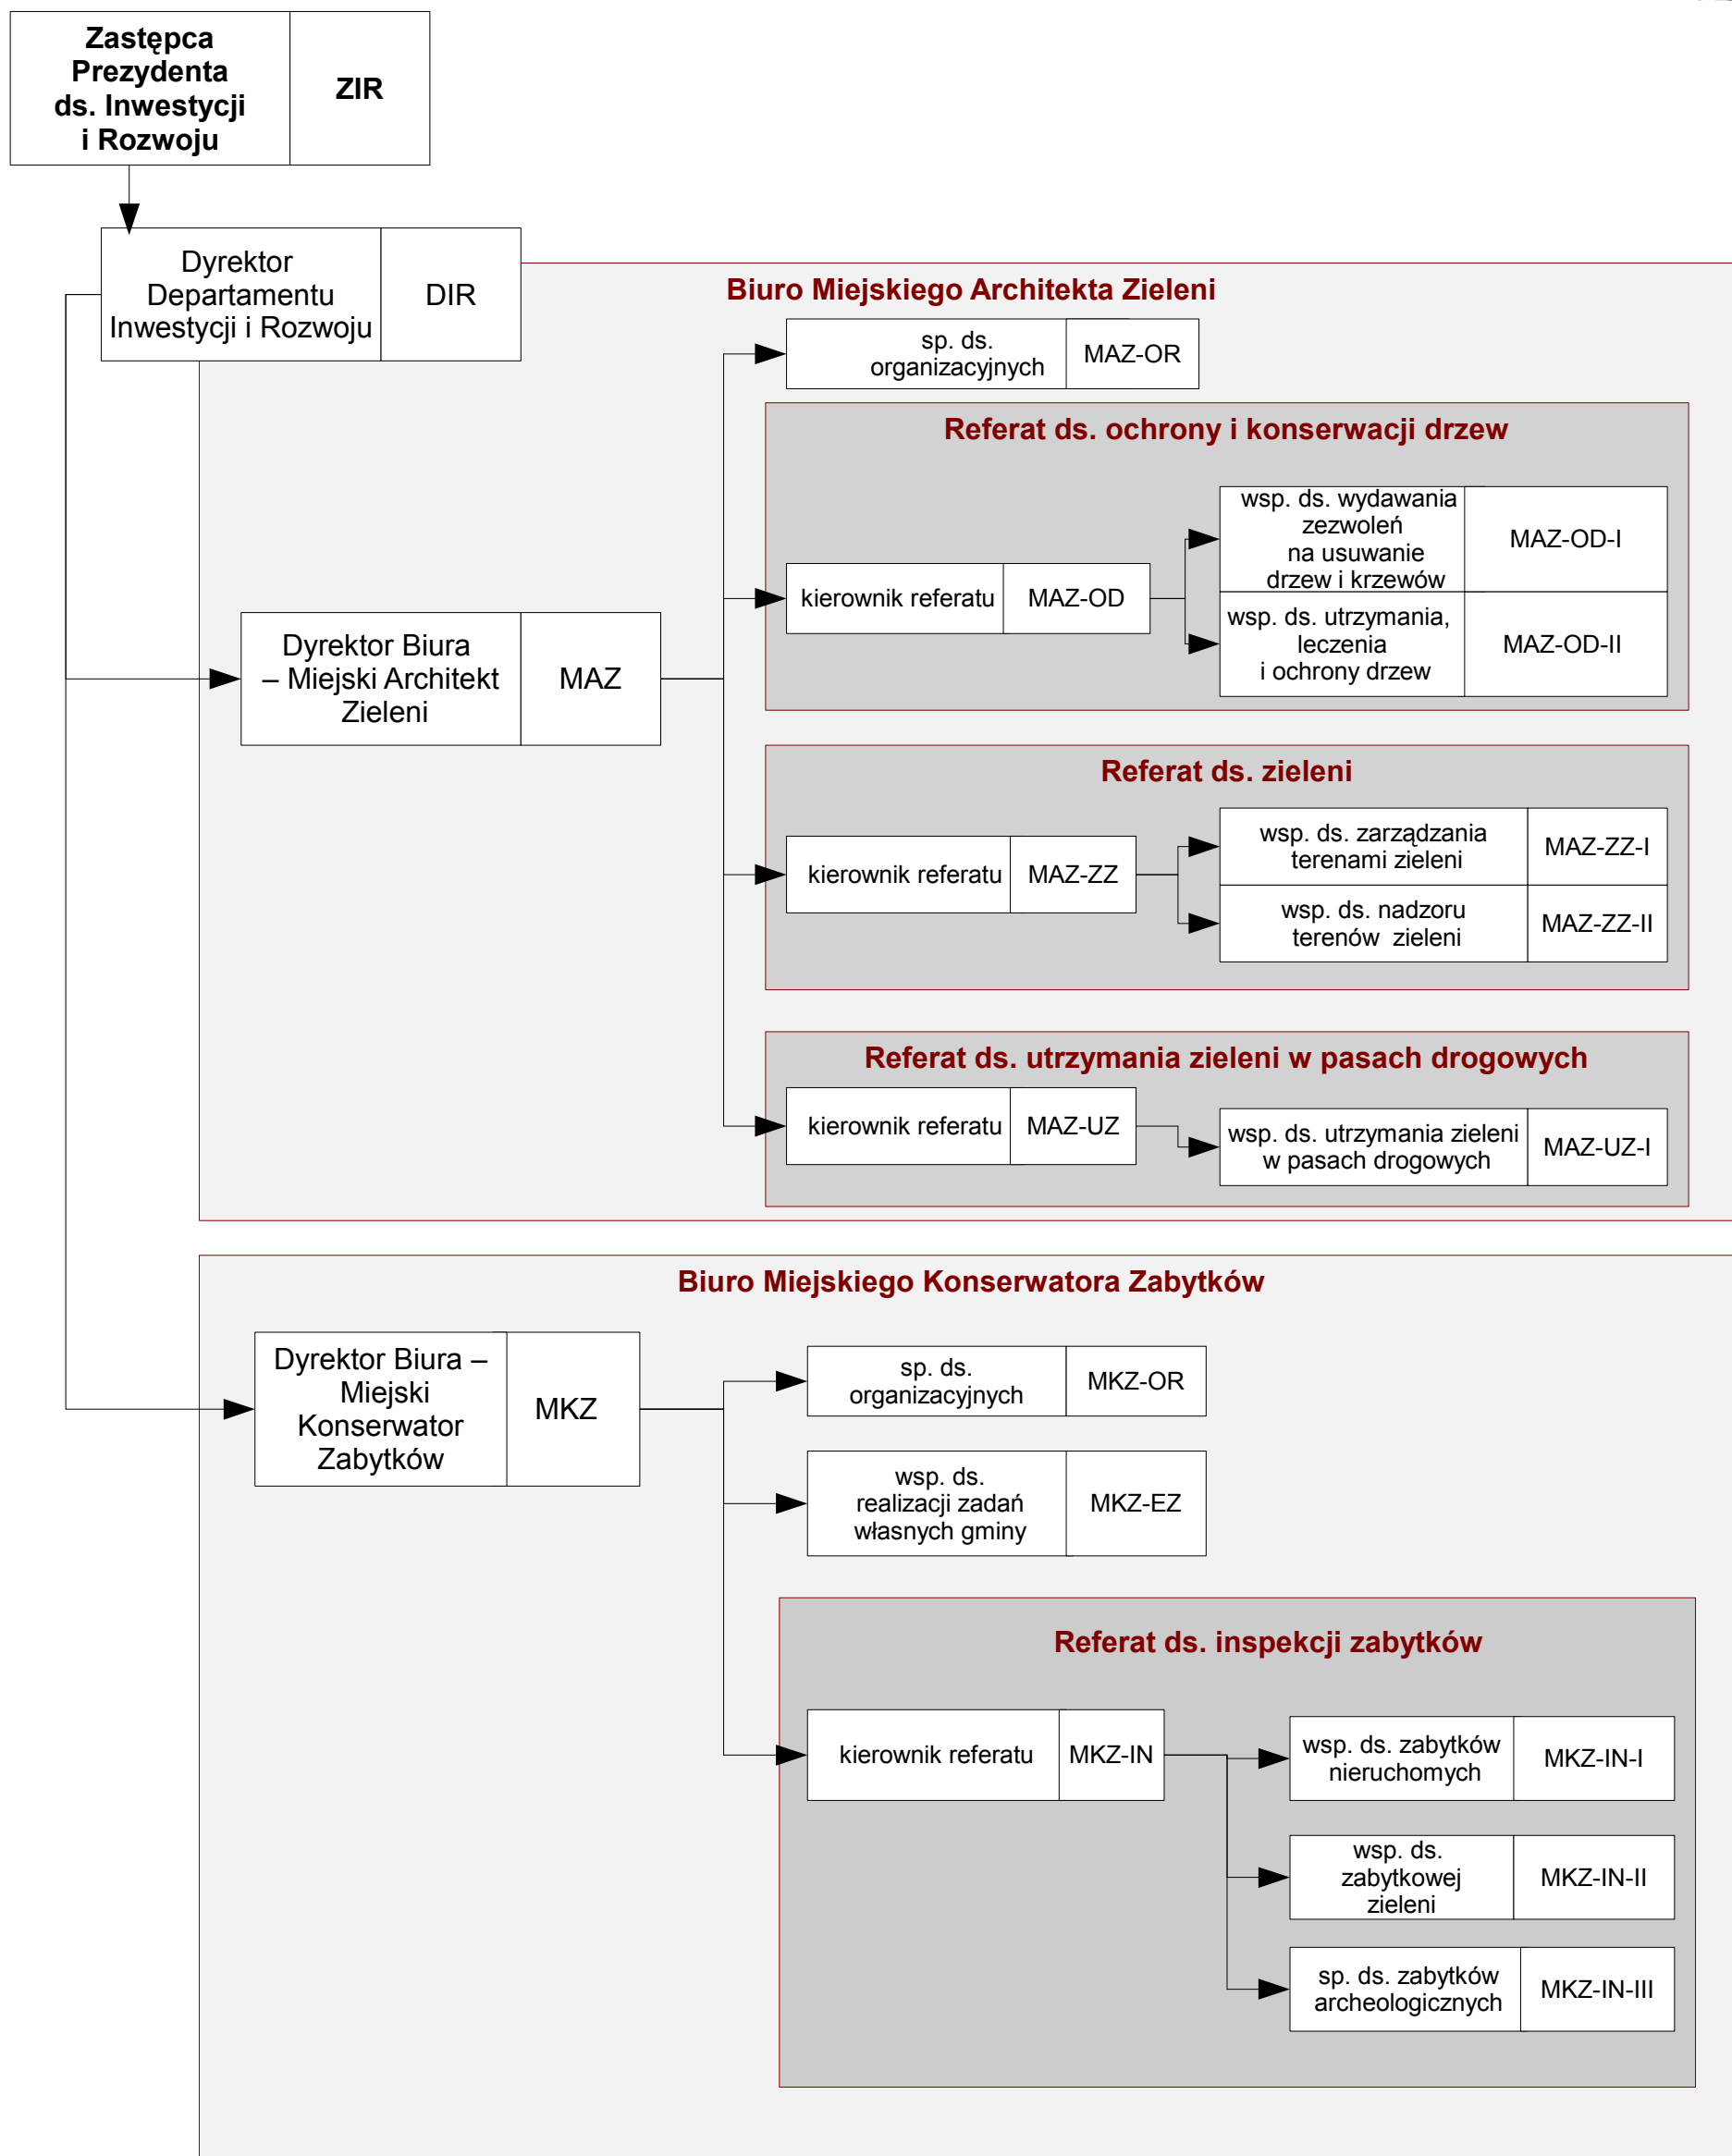 Zastępca
Prezydenta
ds. Inwestycji
i Rozwoju
ZIR
Dyrektor
Departamentu
Inwestycji i Rozwoju
DIR
Biuro Miejskiego Architekta Zieleni
sp. ds.
organizacyjnych
MAZ-OR
Referat ds. ochrony i konserwacji drzew
wsp. ds. wydawania
zezwoleń
na usuwanie
drzew i krzewów
MAZ-OD-I
kierownik referatu
MAZ-OD
wsp. ds. utrzymania,
leczenia
i ochrony drzew
MAZ-OD-II
Dyrektor Biura
– Miejski Architekt
Zieleni
MAZ
Referat ds. zieleni
wsp. ds. zarządzania
terenami zieleni
MAZ-ZZ-I
kierownik referatu
MAZ-ZZ
wsp. ds. nadzoru
terenów zieleni
MAZ-ZZ-II
Referat ds. utrzymania zieleni w pasach drogowych
kierownik referatu
MAZ-UZ
wsp. ds. utrzymania zieleni
w pasach drogowych
MAZ-UZ-I
Biuro Miejskiego Konserwatora Zabytków
Dyrektor Biura –
Miejski
Konserwator
Zabytków
MKZ
sp. ds.
organizacyjnych
MKZ-OR
wsp. ds.
realizacji zadań
własnych gminy
MKZ-EZ
Referat ds. inspekcji zabytków
kierownik referatu
MKZ-IN
wsp. ds. zabytków
nieruchomych
MKZ-IN-I
wsp. ds.
zabytkowej
zieleni
MKZ-IN-II
sp. ds. zabytków
archeologicznych
MKZ-IN-III